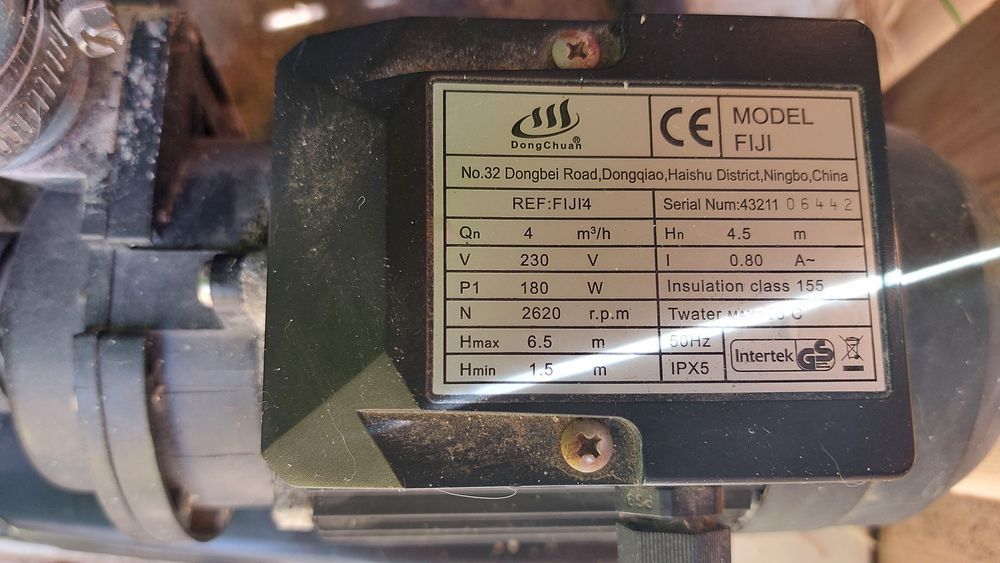 DongChuan®
CE
MODEL
FIJI
No.32 Dongbei Road,Dongqiao,Haishu District,Ningbo,China
REF:FIJI4
Serial Num:43211 06442
Qn 4 m³/h
Hn 4.5 m
V 230 V
I 0.80 A~
P1 180 W
Insulation class 155
N 2620 r.p.m
Twater MAX C
Hmax 6.5 m
50Hz
Hmin 1.5 m
IPX5
Intertek GS